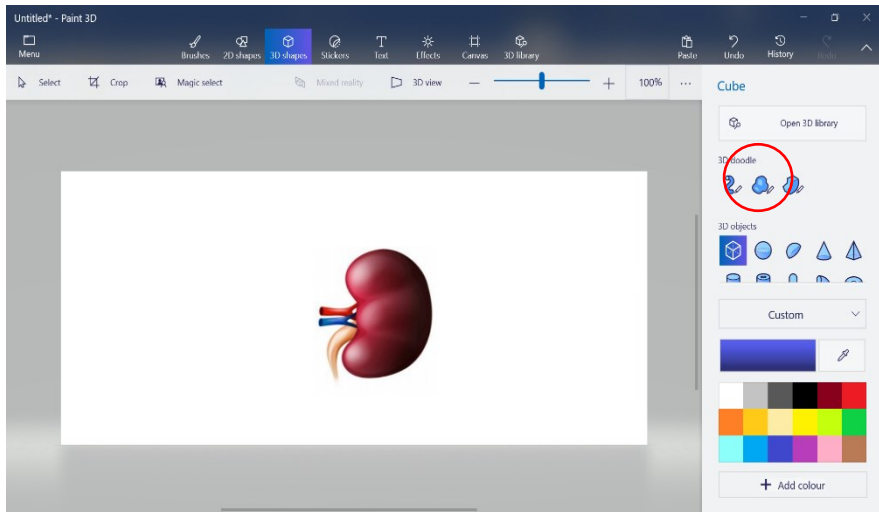 Untitled* - Paint 3D
Menu
Brushes 2D shapes 3D shapes Stickers Text Effects Canvas 3D library Paste Undo History Redo
Select Crop Magic select Mixed reality 3D view 100%
Cube
Open 3D library
3D doodle
3D objects
Custom
+ Add colour